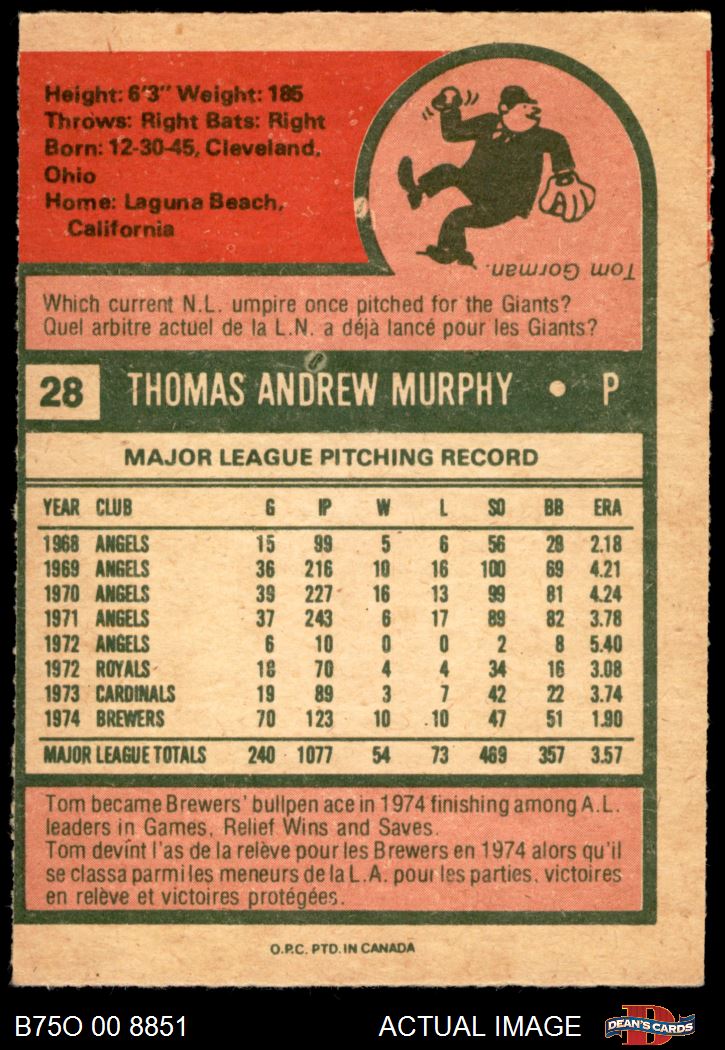 Height: 6'3" Weight: 185
Throws: Right Bats: Right
Born: 12-30-45, Cleveland,
Ohio
Home: Laguna Beach,
California
Tom Gorman.
Which current N.L. umpire once pitched for the Giants?
Quel arbitre actuel de la L.N. a déjà lancé pour les Giants?
28 THOMAS ANDREW MURPHY • P
MAJOR LEAGUE PITCHING RECORD
YEAR CLUB G IP W L SO BB ERA
1968 ANGELS 15 99 5 6 56 28 2.18
1969 ANGELS 36 216 10 16 100 69 4.21
1970 ANGELS 39 227 16 13 99 81 4.24
1971 ANGELS 37 243 6 17 89 82 3.78
1972 ANGELS 6 10 0 0 2 8 5.40
1972 ROYALS 18 70 4 4 34 16 3.08
1973 CARDINALS 19 89 3 7 42 22 3.74
1974 BREWERS 70 123 10 10 47 51 1.90
MAJOR LEAGUE TOTALS 240 1077 54 73 469 357 3.57
Tom became Brewers' bullpen ace in 1974 finishing among A.L.
leaders in Games, Relief Wins and Saves.
Tom devint l'as de la relève pour les Brewers en 1974 alors qu'il
se classa parmi les meneurs de la L.A. pour les parties, victoires
en relève et victoires protégées.
O.P.C. PTD. IN CANADA
B75O 00 8851 ACTUAL IMAGE DEAN'S CARDS